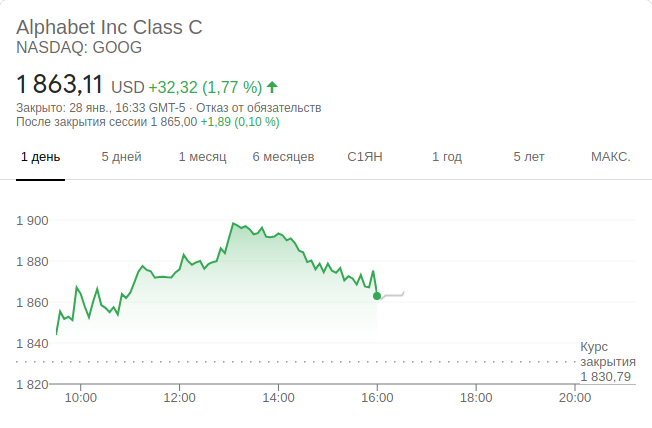 Alphabet Inc Class C
NASDAQ: GOOG
1 863,11 USD +32,32 (1,77 %)
Закрыто: 28 янв., 16:33 GMT-5 · Отказ от обязательств
После закрытия сессии 1 865,00 +1,89 (0,10 %)
1 день 5 дней 1 месяц 6 месяцев С1ЯН 1 год 5 лет МАКС.
1 900
1 880
1 860
1 840
Курс
закрытия
1 830,79
1 820
10:00 12:00 14:00 16:00 18:00 20:00